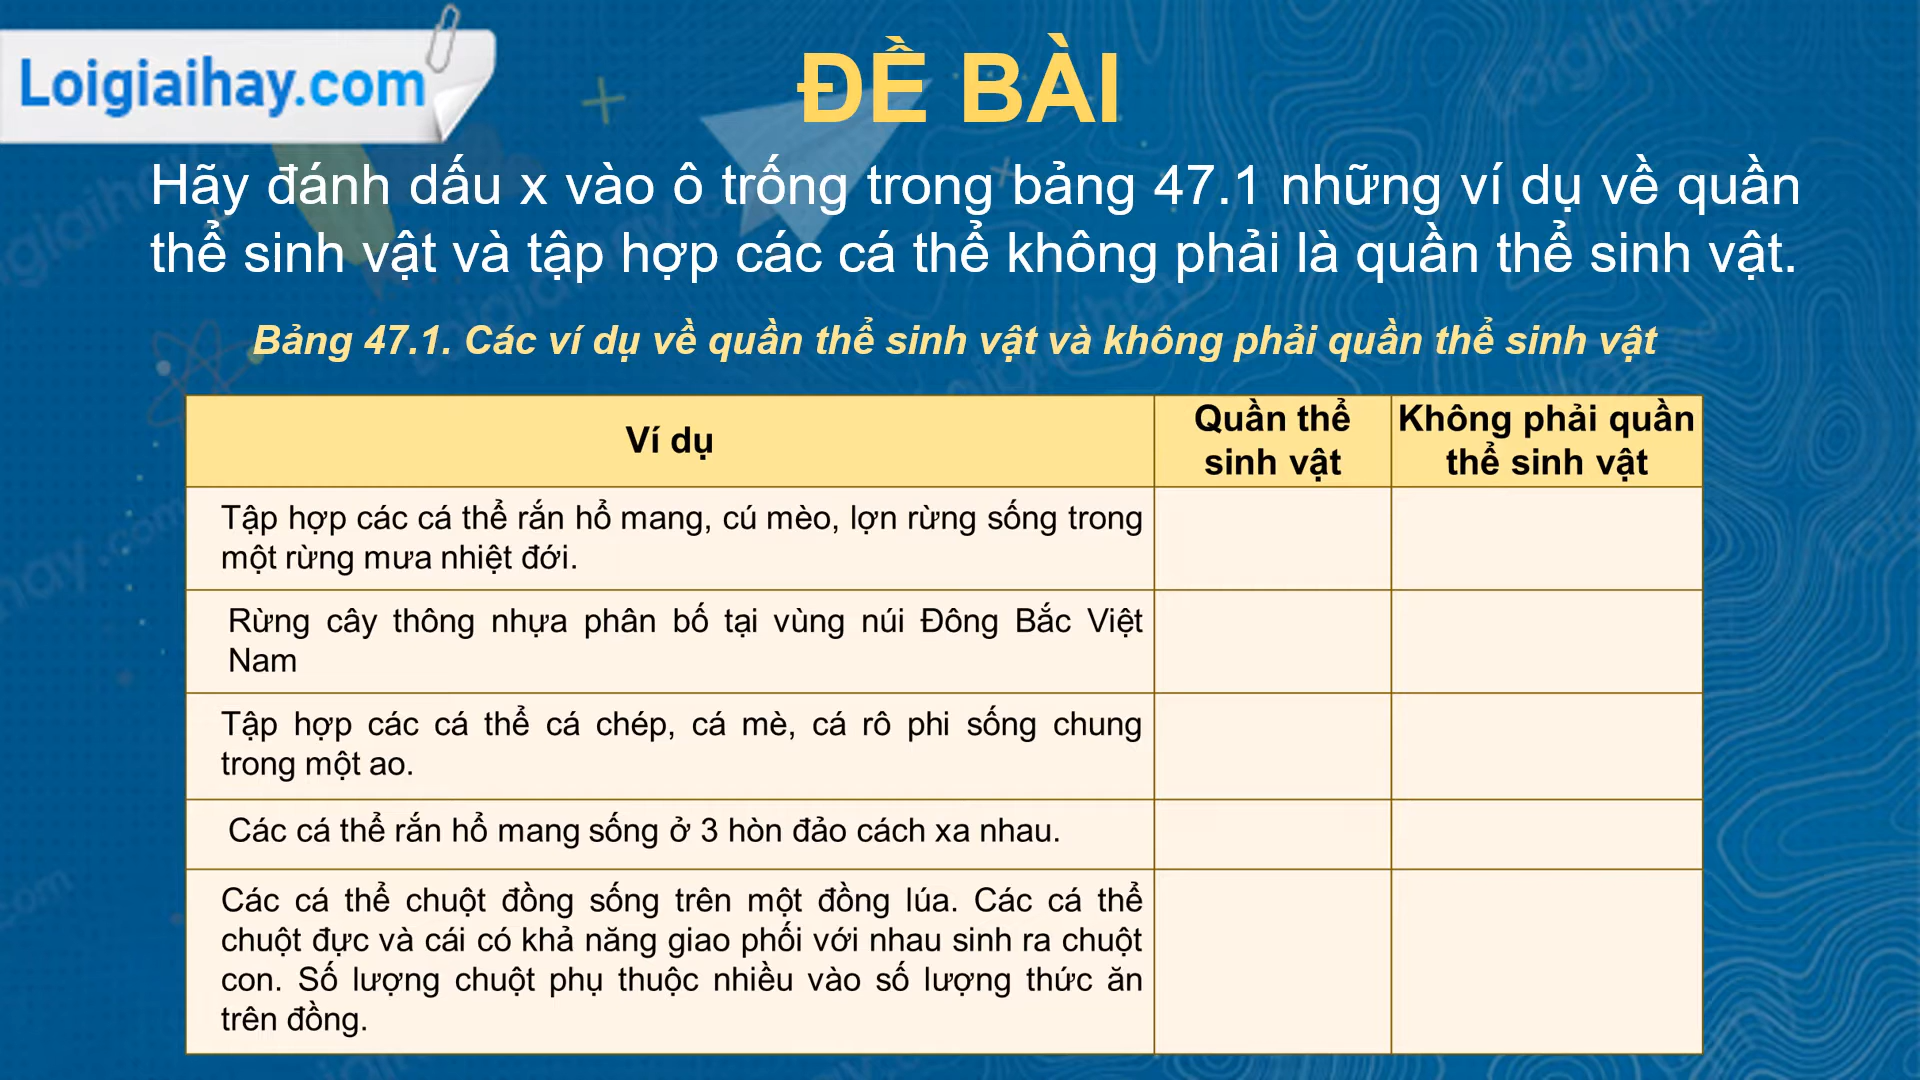 Loigiaihay.com
ĐỀ BÀI
Hãy đánh dấu x vào ô trống trong bảng 47.1 những ví dụ về quần
thể sinh vật và tập hợp các cá thể không phải là quần thể sinh vật.
Bảng 47.1. Các ví dụ về quần thể sinh vật và không phải quần thể sinh vật
Ví dụ
Quần thể
sinh vật
Không phải quần
thể sinh vật
Tập hợp các cá thể rắn hổ mang, cú mèo, lợn rừng sống trong
một rừng mưa nhiệt đới.
Rừng cây thông nhựa phân bố tại vùng núi Đông Bắc Việt
Nam
Tập hợp các cá thể cá chép, cá mè, cá rô phi sống chung
trong một ao.
Các cá thể rắn hổ mang sống ở 3 hòn đảo cách xa nhau.
Các cá thể chuột đồng sống trên một đồng lúa. Các cá thể
chuột đực và cái có khả năng giao phối với nhau sinh ra chuột
con. Số lượng chuột phụ thuộc nhiều vào số lượng thức ăn
trên đồng.